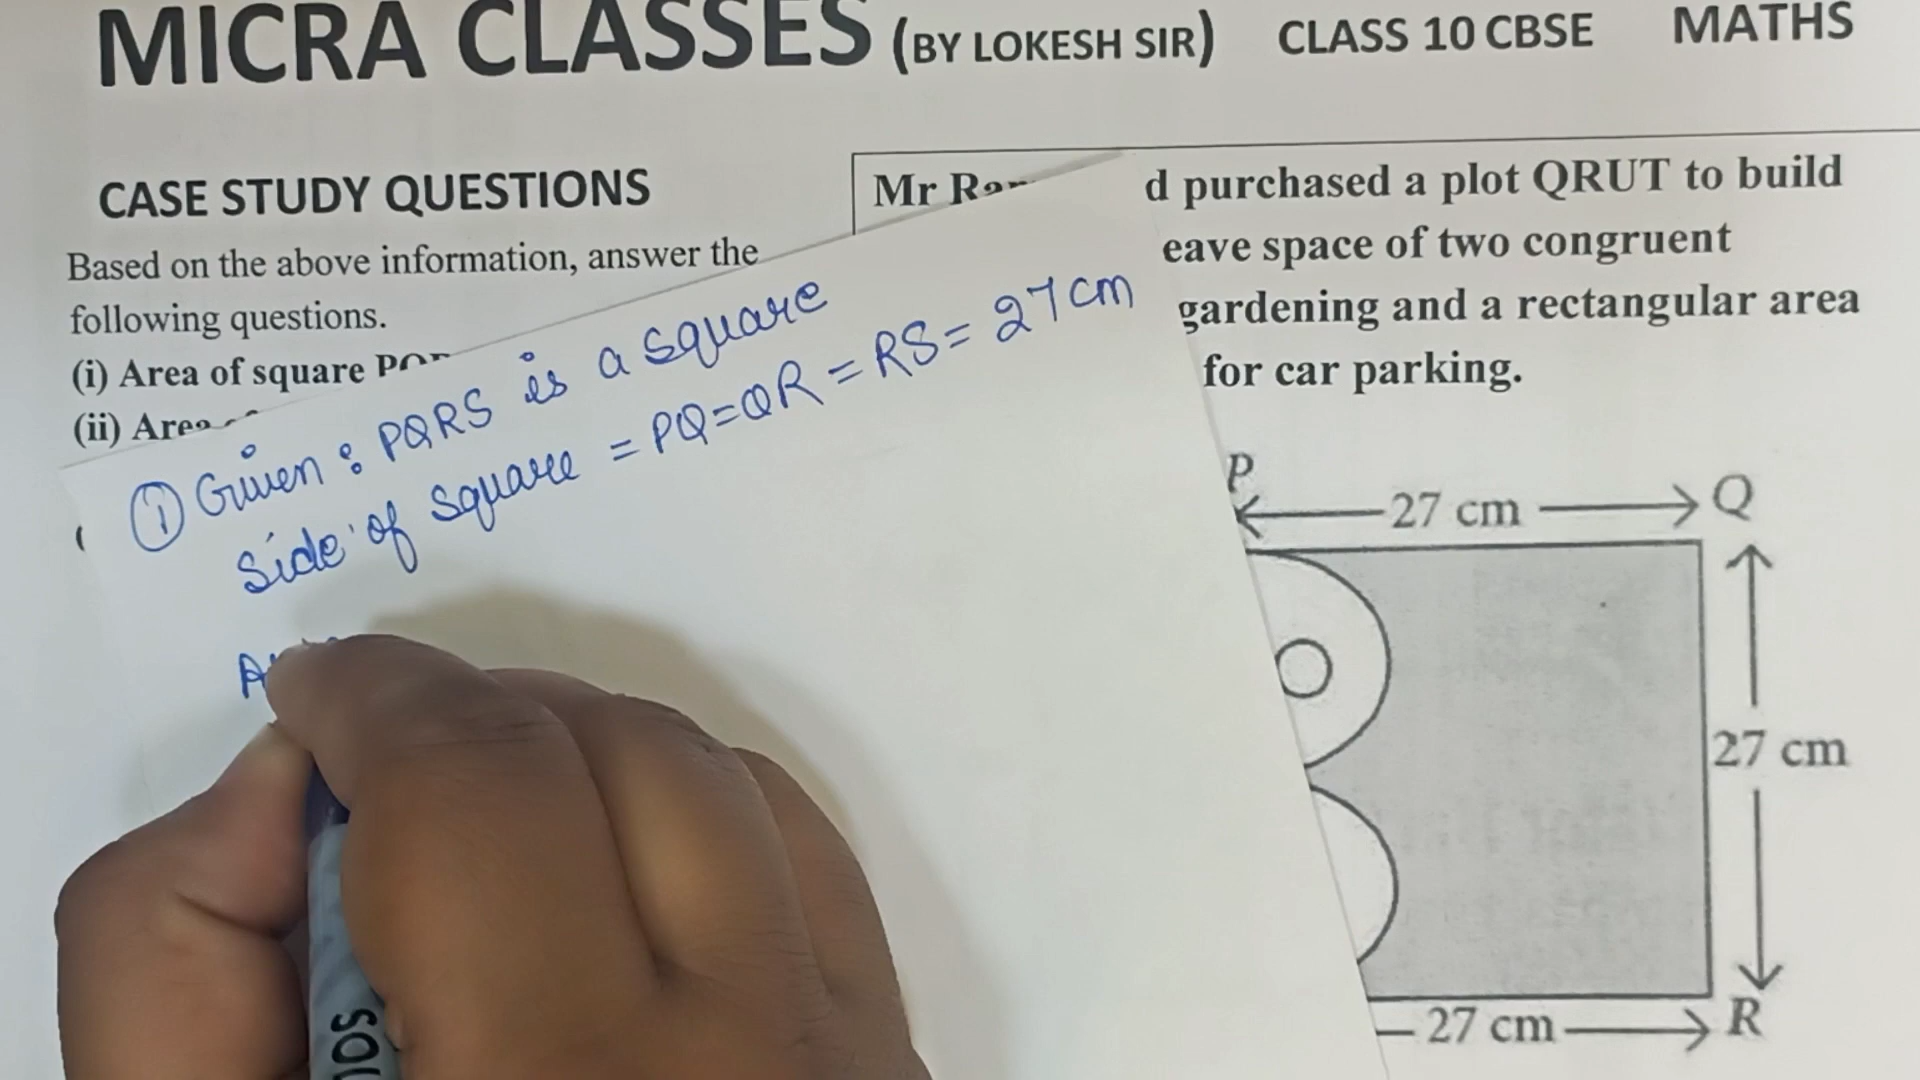 MICRA CLASSES (BY LOKESH SIR) CLASS 10 CBSE MATHS
CASE STUDY QUESTIONS
Based on the above information, answer the
following questions.
(i) Area of square
(ii)
Mr d purchased a plot QRUT to build
eave space of two congruent
gardening and a rectangular area
for car parking.
① Given : PQRS is a square
side of square = PQ=QR = RS= 27 cm
P 27 cm Q
27 cm
27 cm R
SOU